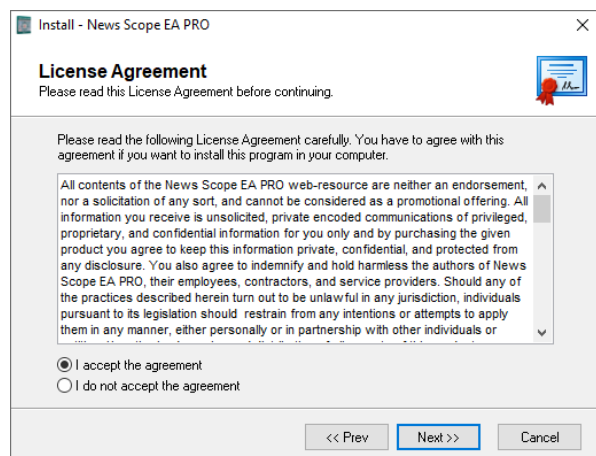 Install - News Scope EA PRO
License Agreement
Please read this License Agreement before continuing.
Please read the following License Agreement carefully. You have to agree with this
agreement if you want to install this program in your computer.
All contents of the News Scope EA PRO web-resource are neither an endorsement,
nor a solicitation of any sort, and cannot be considered as a promotional offering. All
information you receive is unsolicited, private encoded communications of privileged,
proprietary, and confidential information for you only and by purchasing the given
product you agree to keep this information private, confidential, and protected from
any disclosure. You also agree to indemnify and hold harmless the authors of News
Scope EA PRO, their employees, contractors, and service providers. Should any of
the practices described herein turn out to be unlawful in any jurisdiction, individuals
pursuant to its legislation should restrain from any intentions or attempts to apply
them in any manner, either personally or in partnership with other individuals or
I accept the agreement
I do not accept the agreement
<< Prev
Next >>
Cancel